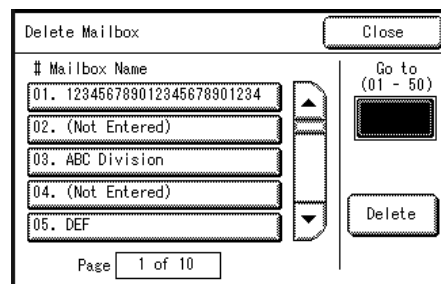 Delete Mailbox
Close
# Mailbox Name
Go to
(01 - 50)
01. 123456789012345678901234
02. (Not Entered)
03. ABC Division
04. (Not Entered)
05. DEF
Delete
Page 1 of 10